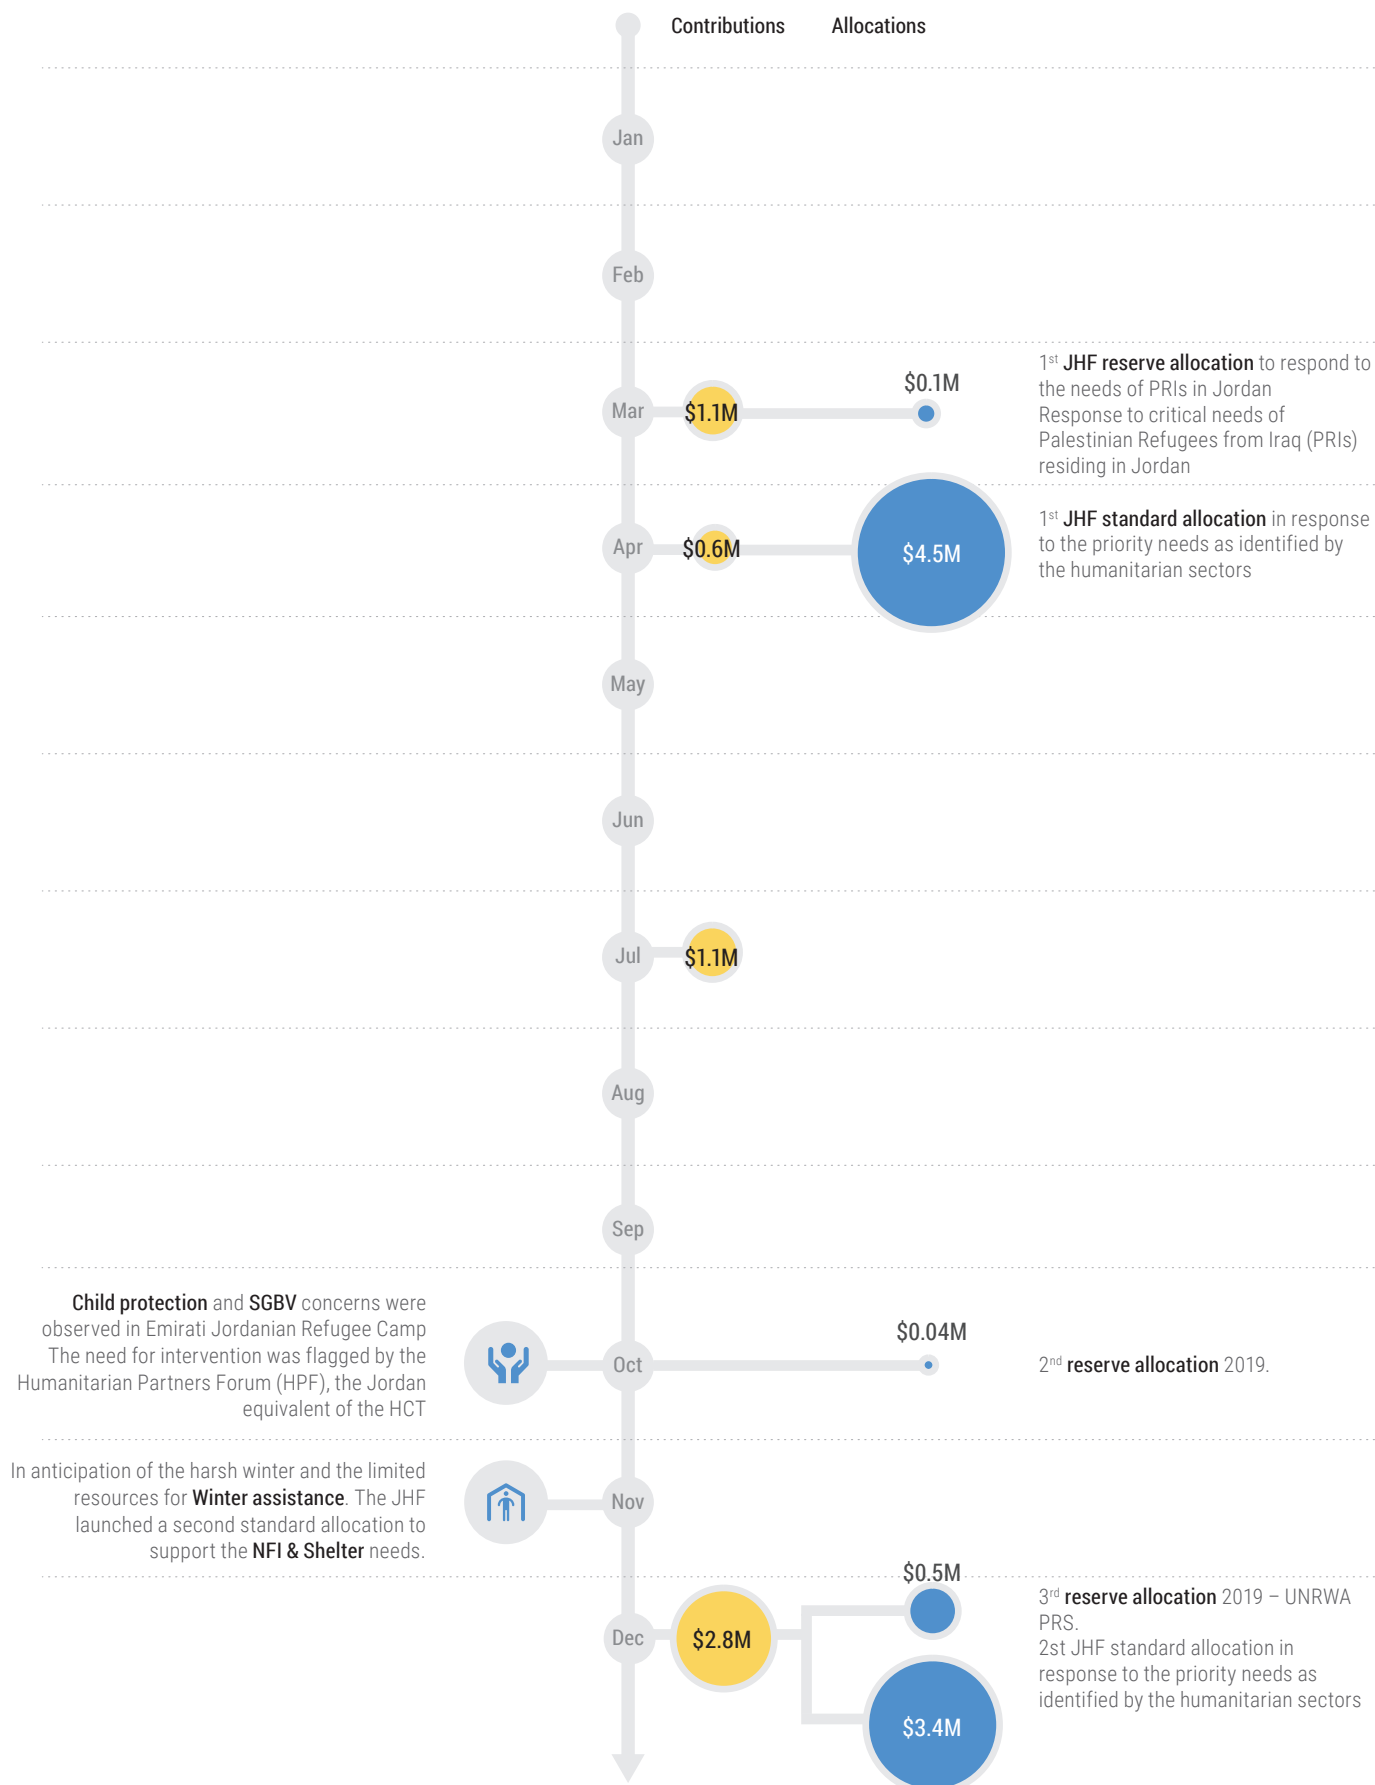 Contributions Allocations
Jan
Feb
Mar
$1.1M
$0.1M
1st JHF reserve allocation to respond to
the needs of PRIs in Jordan
Response to critical needs of
Palestinian Refugees from Iraq (PRIs)
residing in Jordan
Apr
$0.6M
$4.5M
1st JHF standard allocation in response
to the priority needs as identified by
the humanitarian sectors
May
Jun
Jul
$1.1M
Aug
Sep
Child protection and SGBV concerns were
observed in Emirati Jordanian Refugee Camp
The need for intervention was flagged by the
Humanitarian Partners Forum (HPF), the Jordan
equivalent of the HCT
Oct
$0.04M
2nd reserve allocation 2019.
In anticipation of the harsh winter and the limited
resources for Winter assistance. The JHF
launched a second standard allocation to
support the NFI & Shelter needs.
Nov
Dec
$2.8M
$0.5M
$3.4M
3rd reserve allocation 2019 – UNRWA
PRS.
2st JHF standard allocation in
response to the priority needs as
identified by the humanitarian sectors